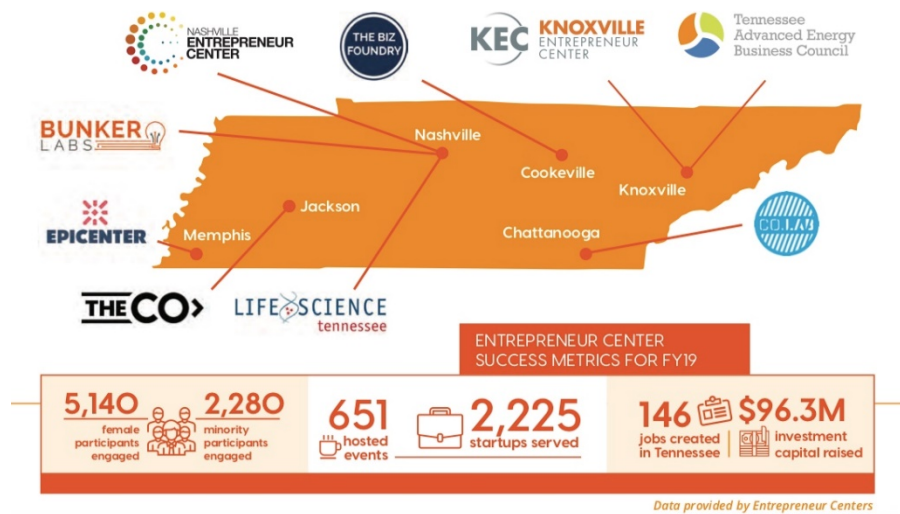 NASHVILLE
ENTREPRENEUR
CENTER
THE BIZ
FOUNDRY
KEC
KNOXVILLE
ENTREPRENEUR
CENTER
Tennessee
Advanced Energy
Business Council
BUNKER
LABS
Nashville
Cookeville
Knoxville
EPICENTER
Memphis
Jackson
Chattanooga
CO.LAB
THE CO
LIFE SCIENCE
tennessee
ENTREPRENEUR CENTER
SUCCESS METRICS FOR FY19
5,140
female
participants
engaged
2,280
minority
participants
engaged
651
hosted
events
2,225
startups served
146
jobs created
in Tennessee
$96.3M
investment
capital raised
Data provided by Entrepreneur Centers